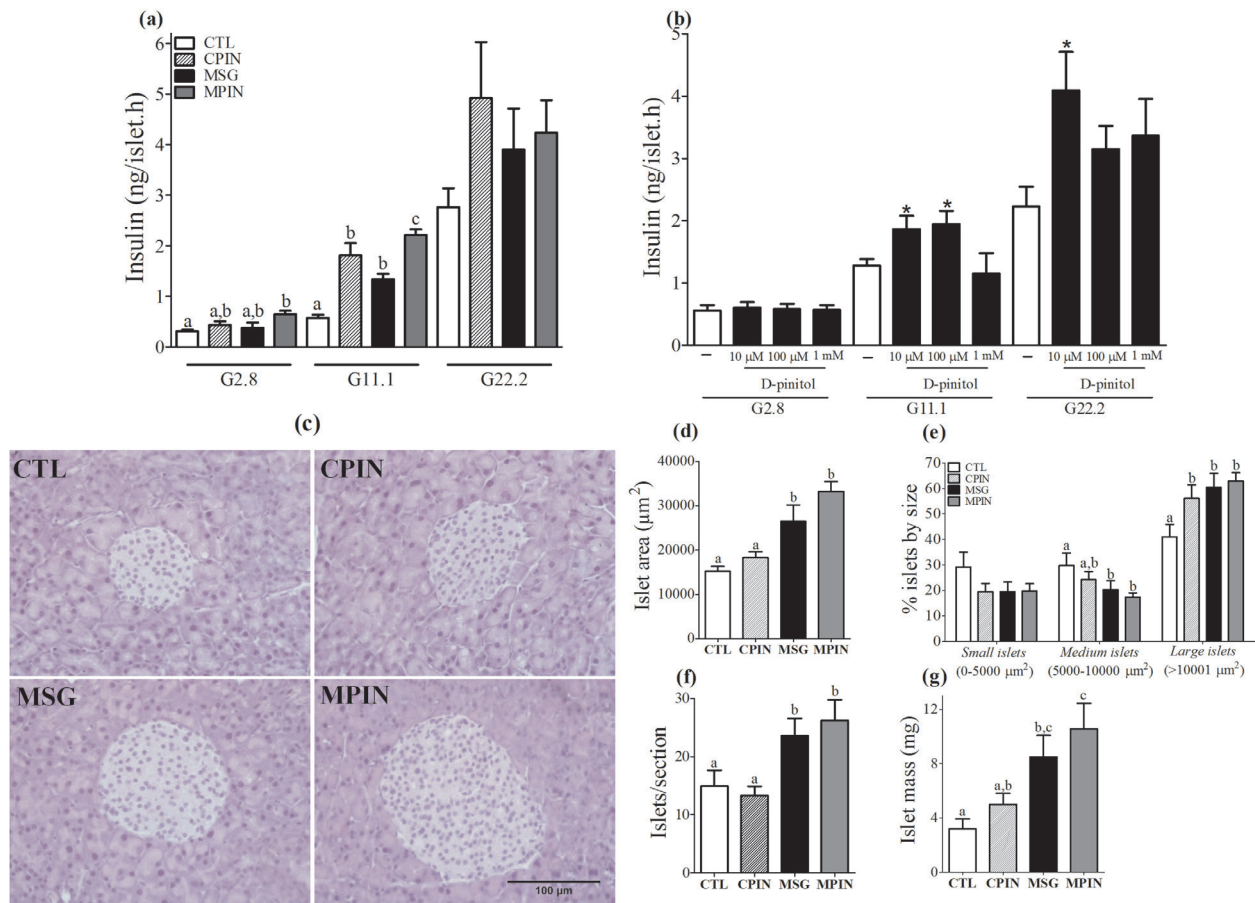 (a)
CTL
CPIN
MSG
MPIN
Insulin (ng/islet.h)
6
5
4
3
2
1
0
a
a,b
a,b
b
a
b
b
c
G2.8
G11.1
G22.2
(b)
Insulin (ng/islet.h)
5
4
3
2
1
0
*
*
*
– 10 μM 100 μM 1 mM – 10 μM 100 μM 1 mM – 10 μM 100 μM 1 mM
D-pinitol D-pinitol D-pinitol
G2.8 G11.1 G22.2
(c)
CTL
CPIN
MSG
MPIN
100 μm
(d)
Islet area (μm²)
40000
30000
20000
10000
0
a
a
b
b
CTL CPIN MSG MPIN
(e)
CTL
CPIN
MSG
MPIN
% islets by size
70
60
50
40
30
20
10
0
a
a,b
b
b
a
b
b
b
Small islets Medium islets Large islets
(0-5000 μm²) (5000-10000 μm²) (>10001 μm²)
(f)
Islets/section
30
20
10
0
a
a
b
b
CTL CPIN MSG MPIN
(g)
Islet mass (mg)
12
8
4
0
a
a,b
b,c
c
CTL CPIN MSG MPIN